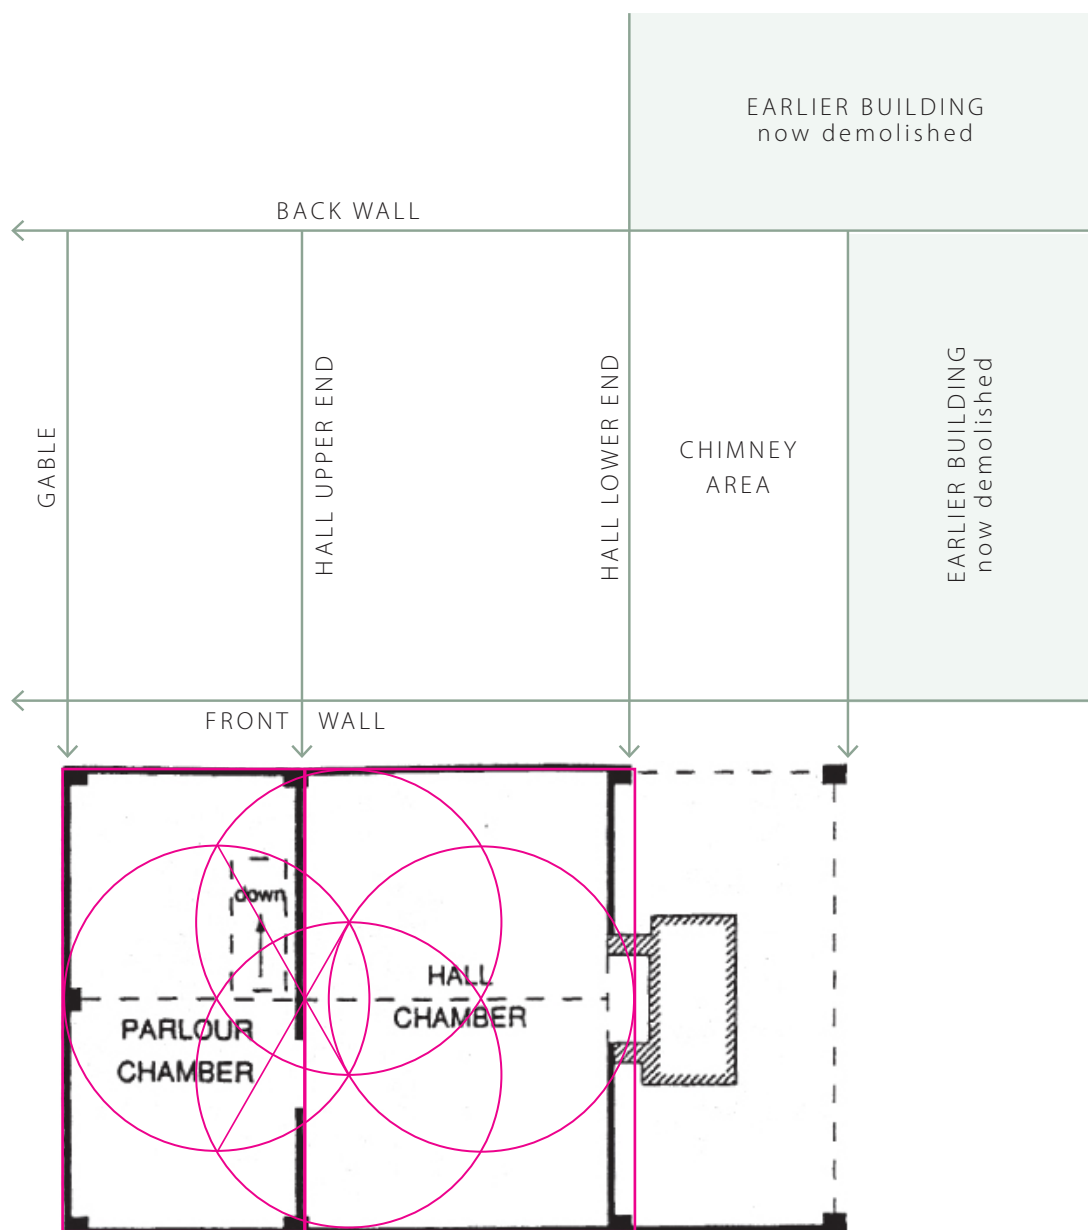 EARLIER BUILDING
now demolished
BACK WALL
GABLE
HALL UPPER END
HALL LOWER END
CHIMNEY
AREA
EARLIER BUILDING
now demolished
FRONT WALL
down
HALL
CHAMBER
PARLOUR
CHAMBER